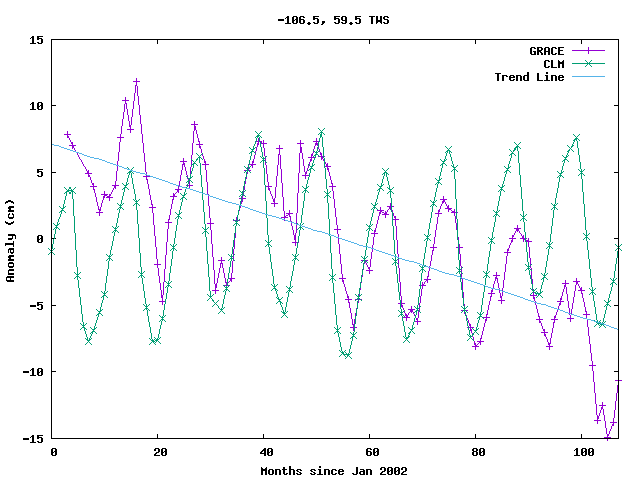 -106.5, 59.5 TWS
15
10
5
0
-5
-10
-15
Anomaly (cm)
GRACE
CLM
Trend Line
0 20 40 60 80 100
Months since Jan 2002